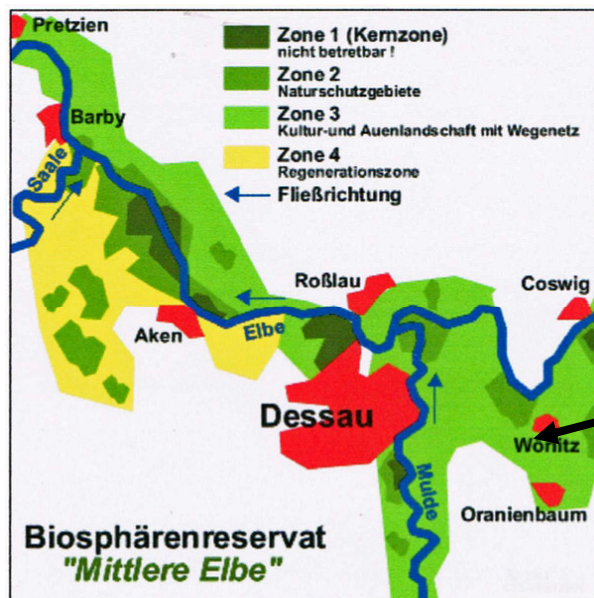 Pretzien
Zone 1 (Kernzone)
nicht betretbar !
Zone 2
Naturschutzgebiete
Barby
Zone 3
Kultur-und Auenlandschaft mit Wegenetz
Saale
Zone 4
Regenerationszone
Fließrichtung
Roßlau
Coswig
Aken
Elbe
Dessau
Wörlitz
Mulde
Oranienbaum
Biosphärenreservat
"Mittlere Elbe"